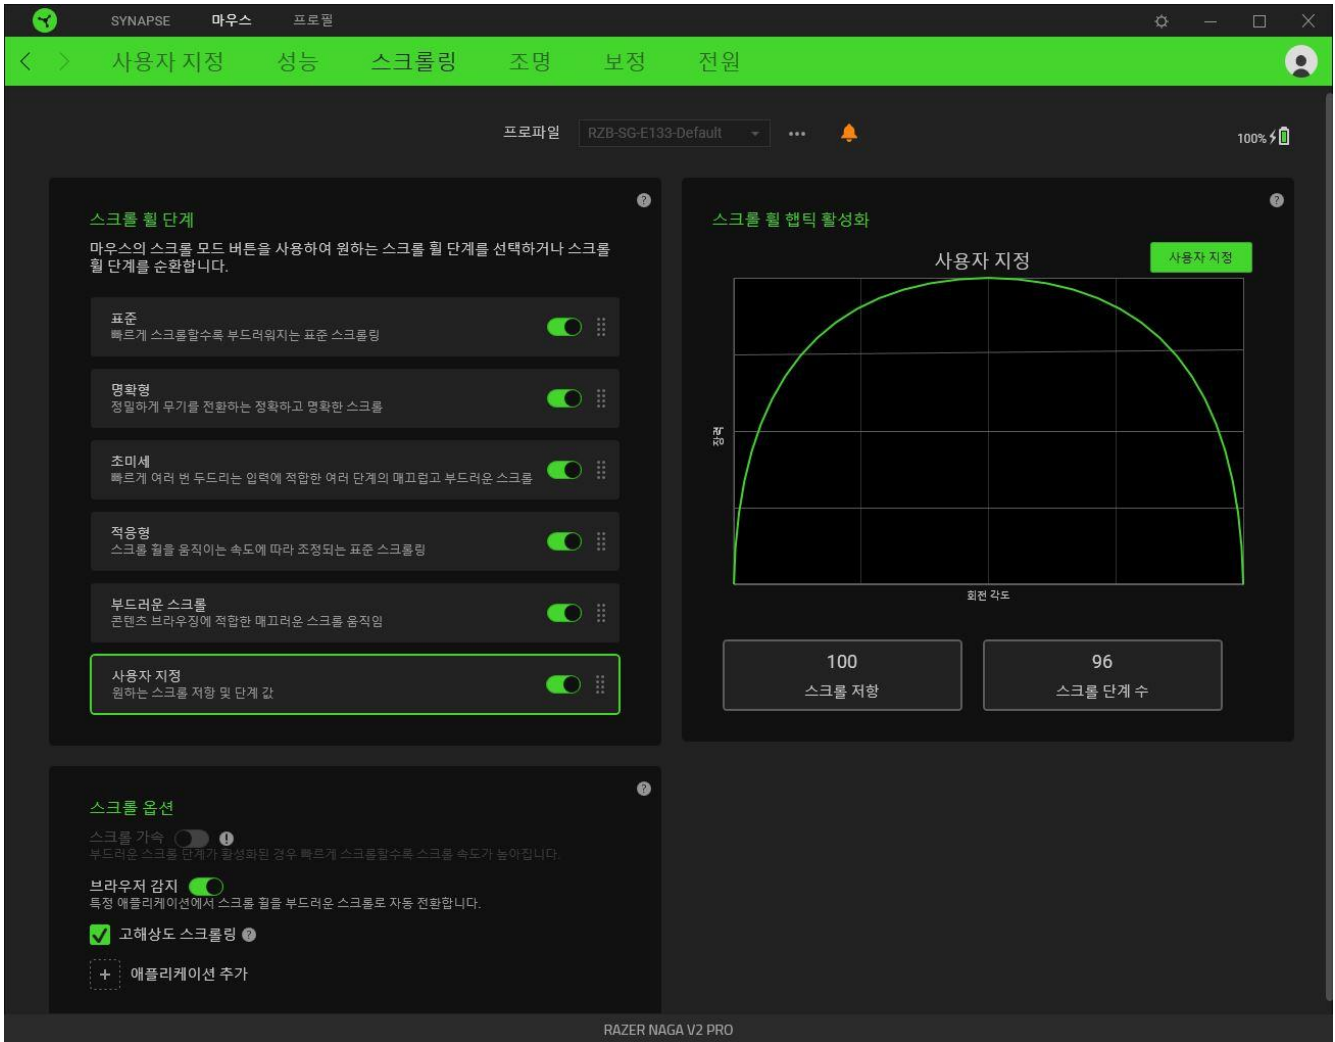 SYNAPSE 마우스 프로필
사용자 지정 성능 스크롤링 조명 보정 전원
프로파일 RZB-SG-E133-Default
100%
스크롤 휠 단계
마우스의 스크롤 모드 버튼을 사용하여 원하는 스크롤 휠 단계를 선택하거나 스크롤
휠 단계를 순환합니다.
표준
빠르게 스크롤할수록 부드러워지는 표준 스크롤링
명확형
정밀하게 무기를 전환하는 정확하고 명확한 스크롤
초미세
빠르게 여러 번 두드리는 입력에 적합한 여러 단계의 매끄럽고 부드러운 스크롤
적응형
스크롤 휠을 움직이는 속도에 따라 조정되는 표준 스크롤링
부드러운 스크롤
콘텐츠 브라우징에 적합한 매끄러운 스크롤 움직임
사용자 지정
원하는 스크롤 저항 및 단계 값
스크롤 휠 햅틱 활성화
사용자 지정
사용자 지정
장력
회전 각도
100
스크롤 저항
96
스크롤 단계 수
스크롤 옵션
스크롤 가속
부드러운 스크롤 단계가 활성화된 경우 빠르게 스크롤할수록 스크롤 속도가 높아집니다.
브라우저 감지
특정 애플리케이션에서 스크롤 휠을 부드러운 스크롤로 자동 전환합니다.
고해상도 스크롤링
+ 애플리케이션 추가
RAZER NAGA V2 PRO